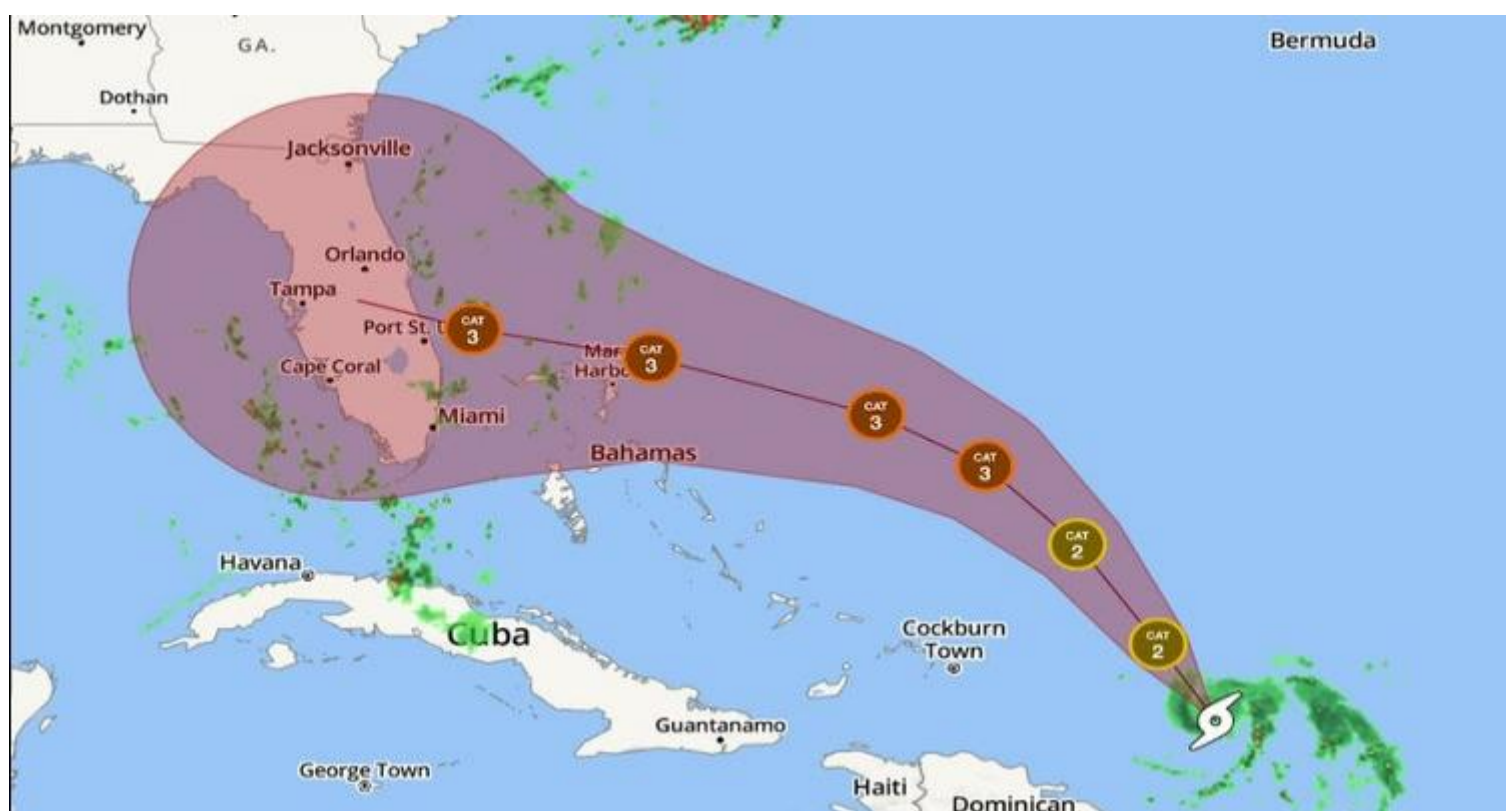 Montgomery
GA.
Bermuda
Dothan
Jacksonville
Orlando
Tampa
CAT
3
Port St.
CAT
3
Cape Coral
CAT
3
Miami
Bahamas
CAT
3
CAT
2
Havana
Cuba
Cockburn
Town
CAT
2
Guantanamo
George Town
Haiti
Dominican